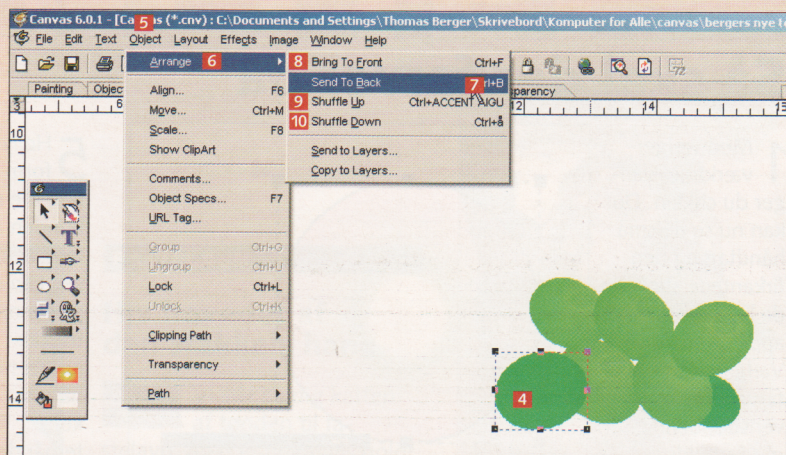 Canvas 6.0.1 - [Ca 5 s (*.cnv) : C:\Documents and Settings\Thomas Berger\Skrivebord\Komputer for Alle\canvas\bergers nye t
File Edit Text Object Layout Effects Image Window Help
Arrange 6
8 Bring To Front Ctrl+F
Send To Back 7 rl+B
9 Shuffle Up Ctrl+ACCENT AIGU
10 Shuffle Down Ctrl+å
Send to Layers...
Copy to Layers...
Painting Objec
parency
Align... F6
Move... Ctrl+M
Scale... F8
Show ClipArt
Comments...
Object Specs... F7
URL Tag...
Group Ctrl+G
Ungroup Ctrl+U
Lock Ctrl+L
Unlock Ctrl+K
Clipping Path
Transparency
Path
6 12 14
10
12
14
4